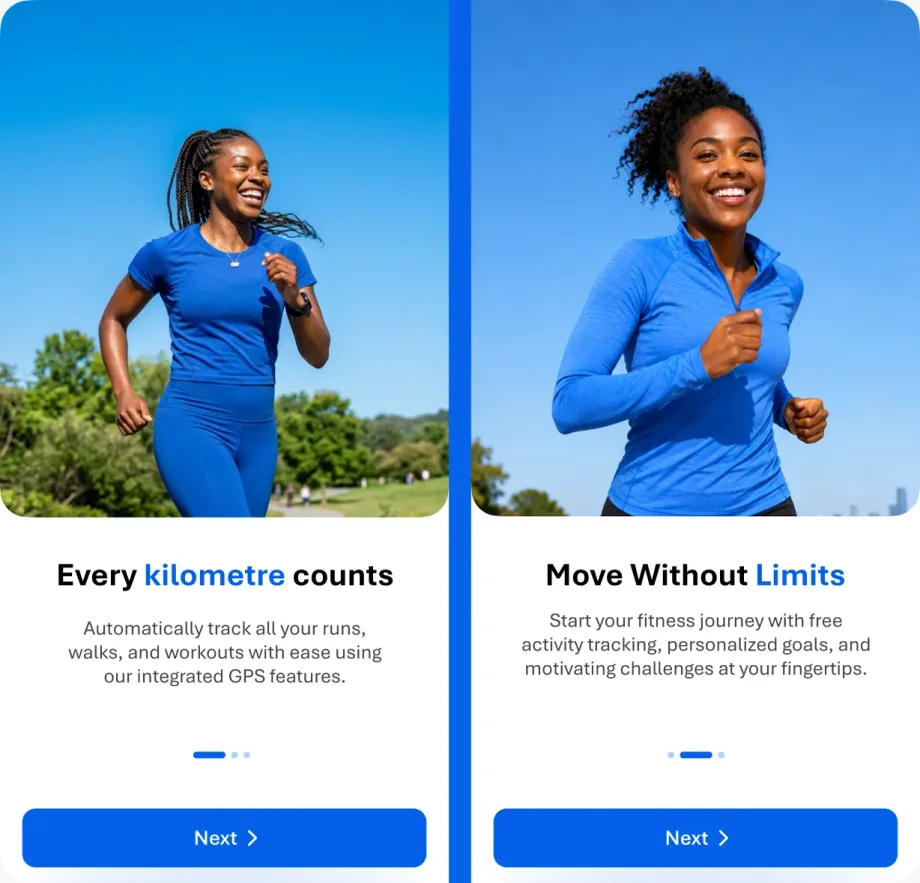 Every kilometre counts
Automatically track all your runs,
walks, and workouts with ease using
our integrated GPS features.
Next
Move Without Limits
Start your fitness journey with free
activity tracking, personalized goals, and
motivating challenges at your fingertips.
Next